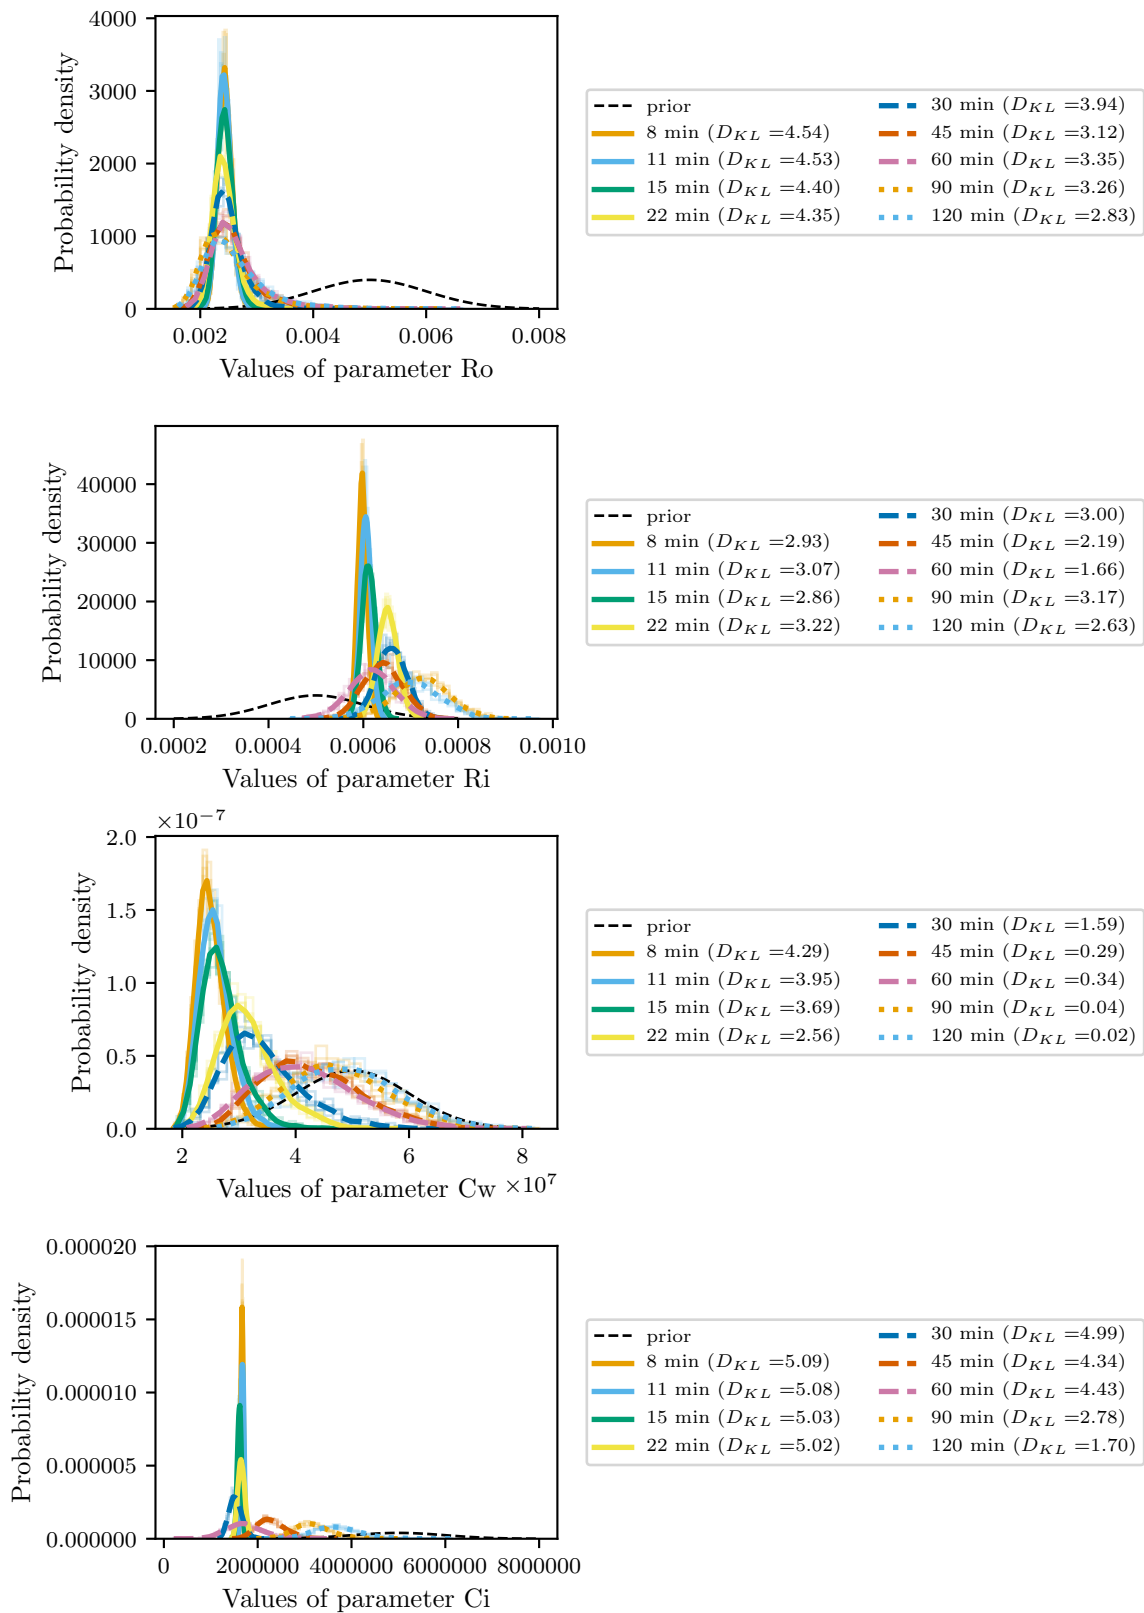 4000
3000
2000
1000
0
Probability density
0.002 0.004 0.006 0.008
Values of parameter Ro
prior
8 min (D_KL =4.54)
11 min (D_KL =4.53)
15 min (D_KL =4.40)
22 min (D_KL =4.35)
30 min (D_KL =3.94)
45 min (D_KL =3.12)
60 min (D_KL =3.35)
90 min (D_KL =3.26)
120 min (D_KL =2.83)
40000
30000
20000
10000
0
Probability density
0.0002 0.0004 0.0006 0.0008 0.0010
Values of parameter Ri
prior
8 min (D_KL =2.93)
11 min (D_KL =3.07)
15 min (D_KL =2.86)
22 min (D_KL =3.22)
30 min (D_KL =3.00)
45 min (D_KL =2.19)
60 min (D_KL =1.66)
90 min (D_KL =3.17)
120 min (D_KL =2.63)
×10⁻⁷
2.0
1.5
1.0
0.5
0.0
Probability density
2 4 6 8
Values of parameter Cw ×10⁷
prior
8 min (D_KL =4.29)
11 min (D_KL =3.95)
15 min (D_KL =3.69)
22 min (D_KL =2.56)
30 min (D_KL =1.59)
45 min (D_KL =0.29)
60 min (D_KL =0.34)
90 min (D_KL =0.04)
120 min (D_KL =0.02)
0.000020
0.000015
0.000010
0.000005
0.000000
Probability density
0 2000000 4000000 6000000 8000000
Values of parameter Ci
prior
8 min (D_KL =5.09)
11 min (D_KL =5.08)
15 min (D_KL =5.03)
22 min (D_KL =5.02)
30 min (D_KL =4.99)
45 min (D_KL =4.34)
60 min (D_KL =4.43)
90 min (D_KL =2.78)
120 min (D_KL =1.70)